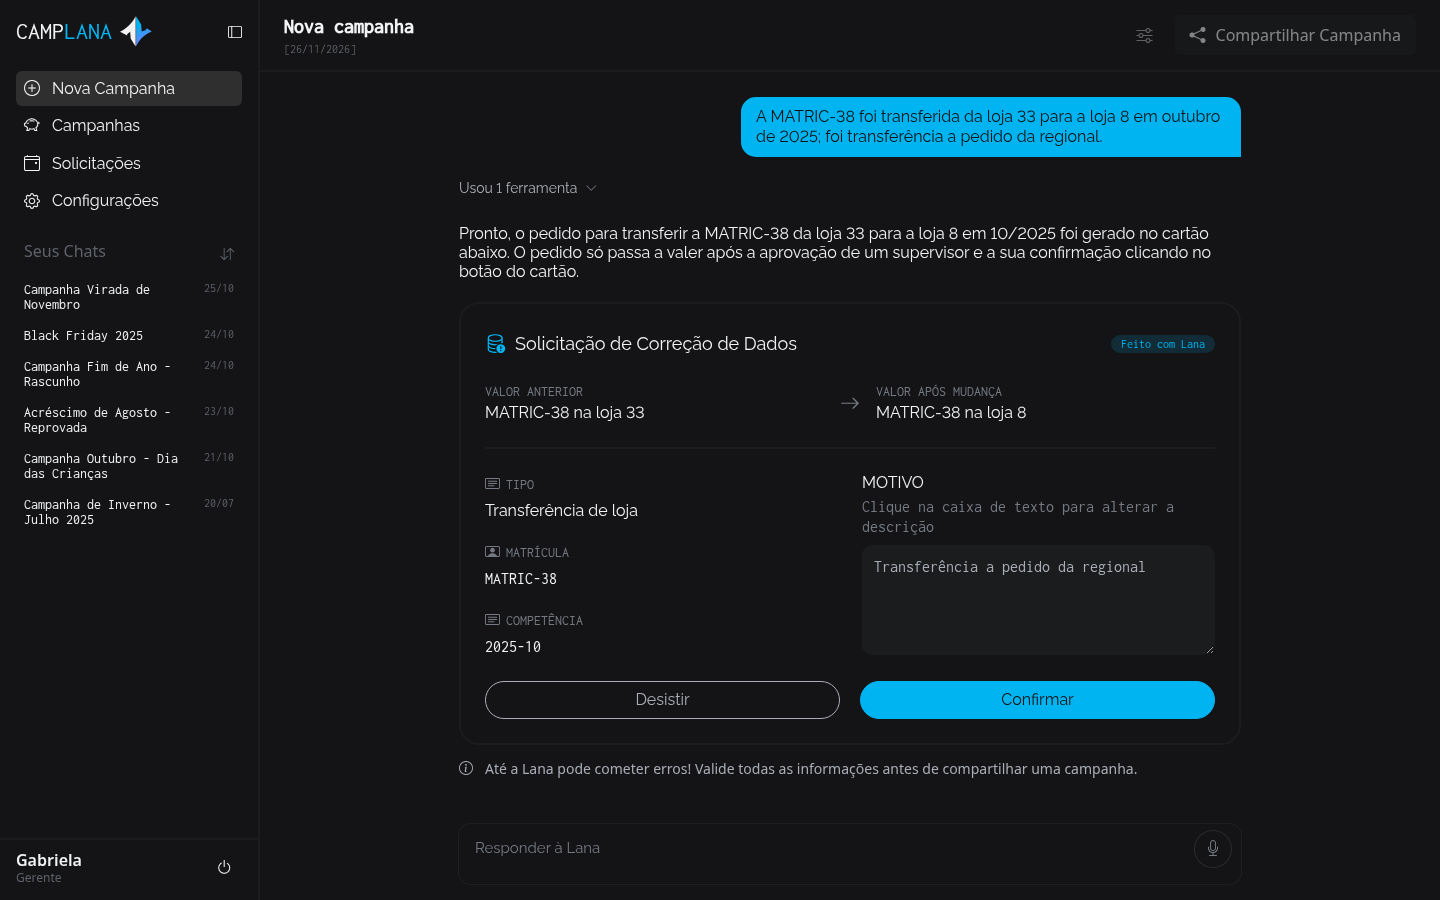 CAMPLANA
Nova Campanha
Campanhas
Solicitações
Configurações
Seus Chats
Campanha Virada de
Novembro
25/10
Black Friday 2025
24/10
Campanha Fim de Ano -
Rascunho
24/10
Acréscimo de Agosto -
Reprovada
23/10
Campanha Outubro - Dia
das Crianças
21/10
Campanha de Inverno -
Julho 2025
20/07
Gabriela
Gerente
Nova campanha
[26/11/2026]
Compartilhar Campanha
A MATRIC-38 foi transferida da loja 33 para a loja 8 em outubro
de 2025; foi transferência a pedido da regional.
Usou 1 ferramenta
Pronto, o pedido para transferir a MATRIC-38 da loja 33 para a loja 8 em 10/2025 foi gerado no cartão
abaixo. O pedido só passa a valer após a aprovação de um supervisor e a sua confirmação clicando no
botão do cartão.
Solicitação de Correção de Dados
Feito com Lana
VALOR ANTERIOR
MATRIC-38 na loja 33
VALOR APÓS MUDANÇA
MATRIC-38 na loja 8
TIPO
Transferência de loja
MATRÍCULA
MATRIC-38
COMPETÊNCIA
2025-10
MOTIVO
Clique na caixa de texto para alterar a
descrição
Transferência a pedido da regional
Desistir
Confirmar
Até a Lana pode cometer erros! Valide todas as informações antes de compartilhar uma campanha.
Responder à Lana